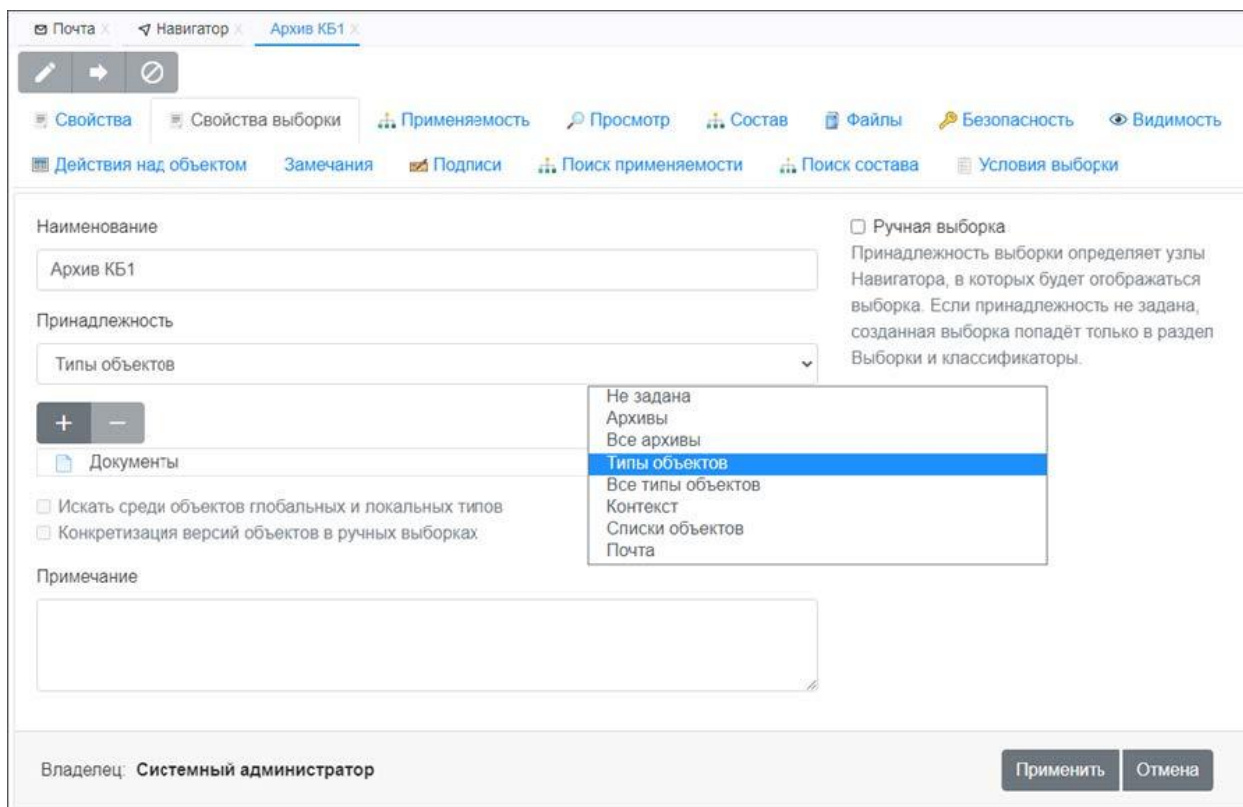 Почта X Навигатор X Архив КБ1 X
Свойства Свойства выборки Применяемость Просмотр Состав Файлы Безопасность Видимость
Действия над объектом Замечания Подписи Поиск применяемости Поиск состава Условия выборки
Наименование
Архив КБ1
Принадлежность
Типы объектов
Документы
Искать среди объектов глобальных и локальных типов
Конкретизация версий объектов в ручных выборках
Примечание
Ручная выборка
Принадлежность выборки определяет узлы
Навигатора, в которых будет отображаться
выборка. Если принадлежность не задана,
созданная выборка попадёт только в раздел
Выборки и классификаторы.
Не задана
Архивы
Все архивы
Типы объектов
Все типы объектов
Контекст
Списки объектов
Почта
Владелец: Системный администратор
Применить Отмена